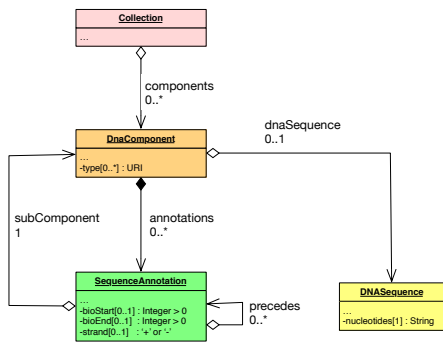 Collection
...
components
0..*
dnaSequence
0..1
DnaComponent
...
-type[0..*] : URI
subComponent
1
annotations
0..*
SequenceAnnotation
...
-bioStart[0..1] : Integer > 0
-bioEnd[0..1] : Integer > 0
-strand[0..1] : '+' or '-'
precedes
0..*
DNASequence
...
-nucleotides[1] : String